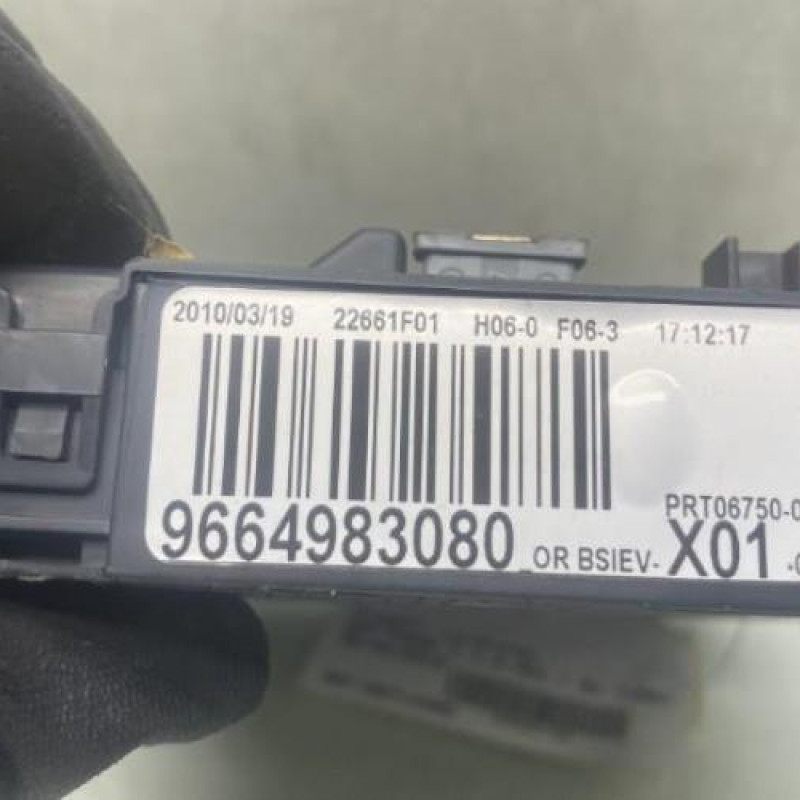 2010/03/19 22661F01 H06-0 F06-3 17:12:17
PRT06750-0
9664983080 OR BSIEV- X01